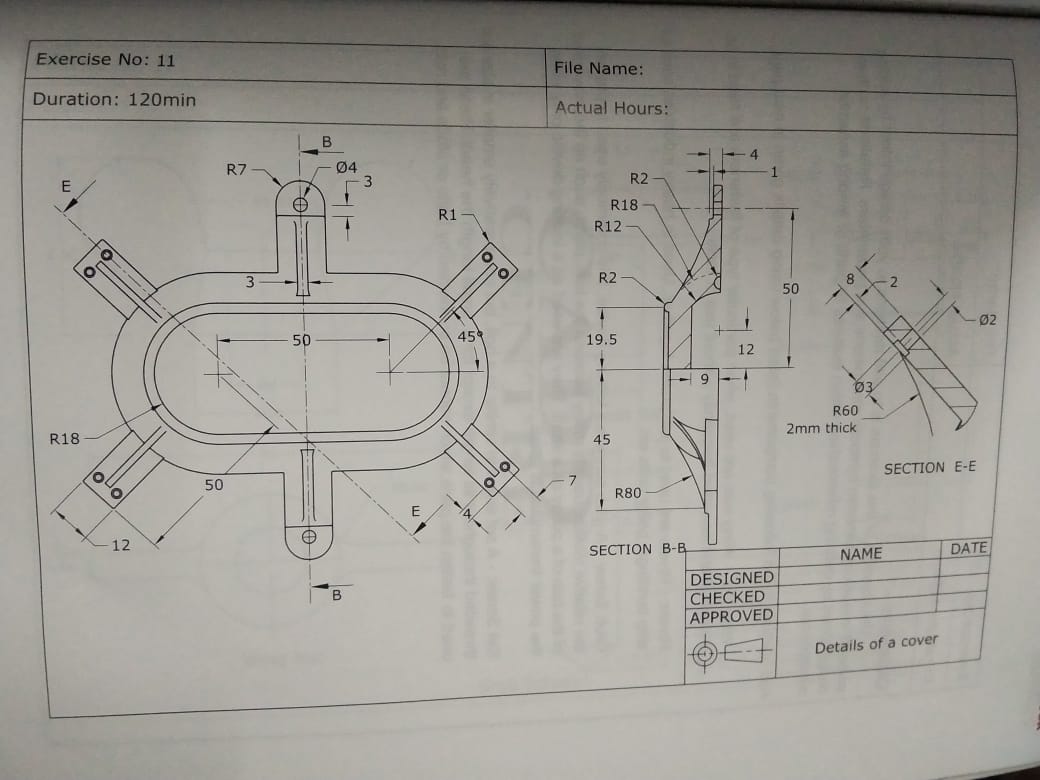 Exercise No: 11
File Name:
Duration: 120min
Actual Hours:
B
R7
Ø4
3
E
R1
3
50
45°
R18
50
12
E
4
7
B
4
1
R2
R18
R12
R2
50
19.5
12
9
45
R80
SECTION B-B
8
2
Ø2
Ø3
R60
2mm thick
SECTION E-E
NAME
DATE
DESIGNED
CHECKED
APPROVED
Details of a cover